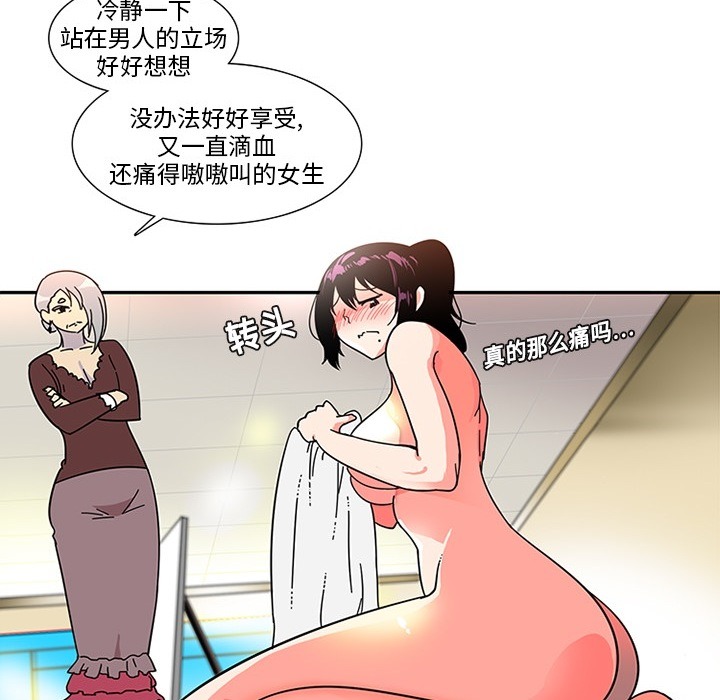 冷静一下
站在男人的立场
好好想想
没办法好好享受,
又一直滴血
还痛得嗷嗷叫的女生
转头
真的那么痛吗...